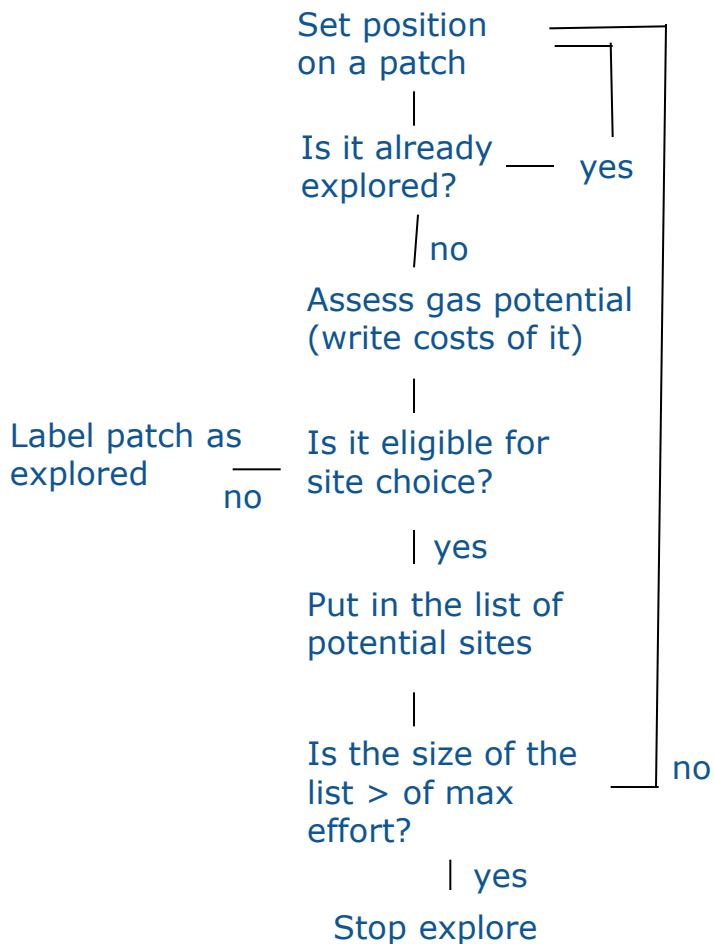 Set position
on a patch
Is it already
explored?
yes
no
Assess gas potential
(write costs of it)
Label patch as
explored
no
Is it eligible for
site choice?
yes
Put in the list of
potential sites
Is the size of the
list > of max
effort?
no
yes
Stop explore